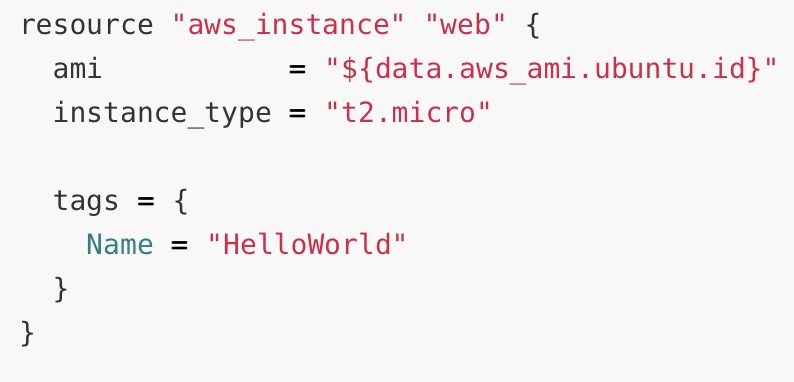 resource "aws_instance" "web" {
  ami           = "${data.aws_ami.ubuntu.id}"
  instance_type = "t2.micro"

  tags = {
    Name = "HelloWorld"
  }
}